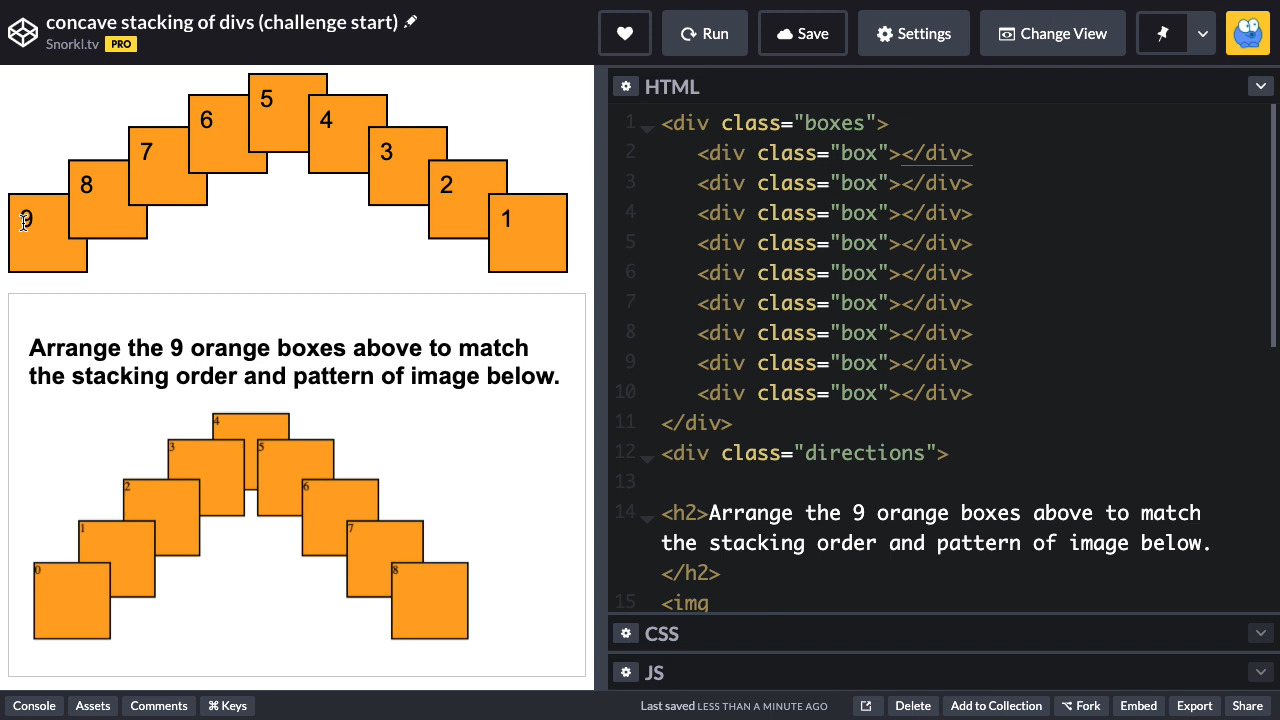 concave stacking of divs (challenge start)
Snorkl.tv PRO
Run
Save
Settings
Change View
5
6
4
7
3
8
2
9
1
Arrange the 9 orange boxes above to match
the stacking order and pattern of image below.
4
3
5
2
6
1
7
0
8
HTML
1 <div class="boxes">
2 <div class="box"></div>
3 <div class="box"></div>
4 <div class="box"></div>
5 <div class="box"></div>
6 <div class="box"></div>
7 <div class="box"></div>
8 <div class="box"></div>
9 <div class="box"></div>
10 <div class="box"></div>
11 </div>
12 <div class="directions">
13
14 <h2>Arrange the 9 orange boxes above to match
the stacking order and pattern of image below.
</h2>
15 <img
CSS
JS
Console
Assets
Comments
⌘ Keys
Last saved LESS THAN A MINUTE AGO
Delete
Add to Collection
⌥ Fork
Embed
Export
Share